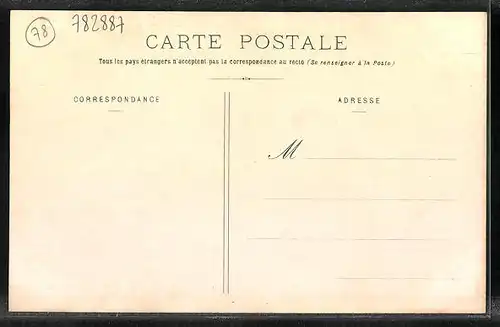 78 782887
CARTE POSTALE
Tous les pays étrangers n'acceptent pas la correspondance au recto (Se renseigner à la Poste)
CORRESPONDANCE
ADRESSE
M